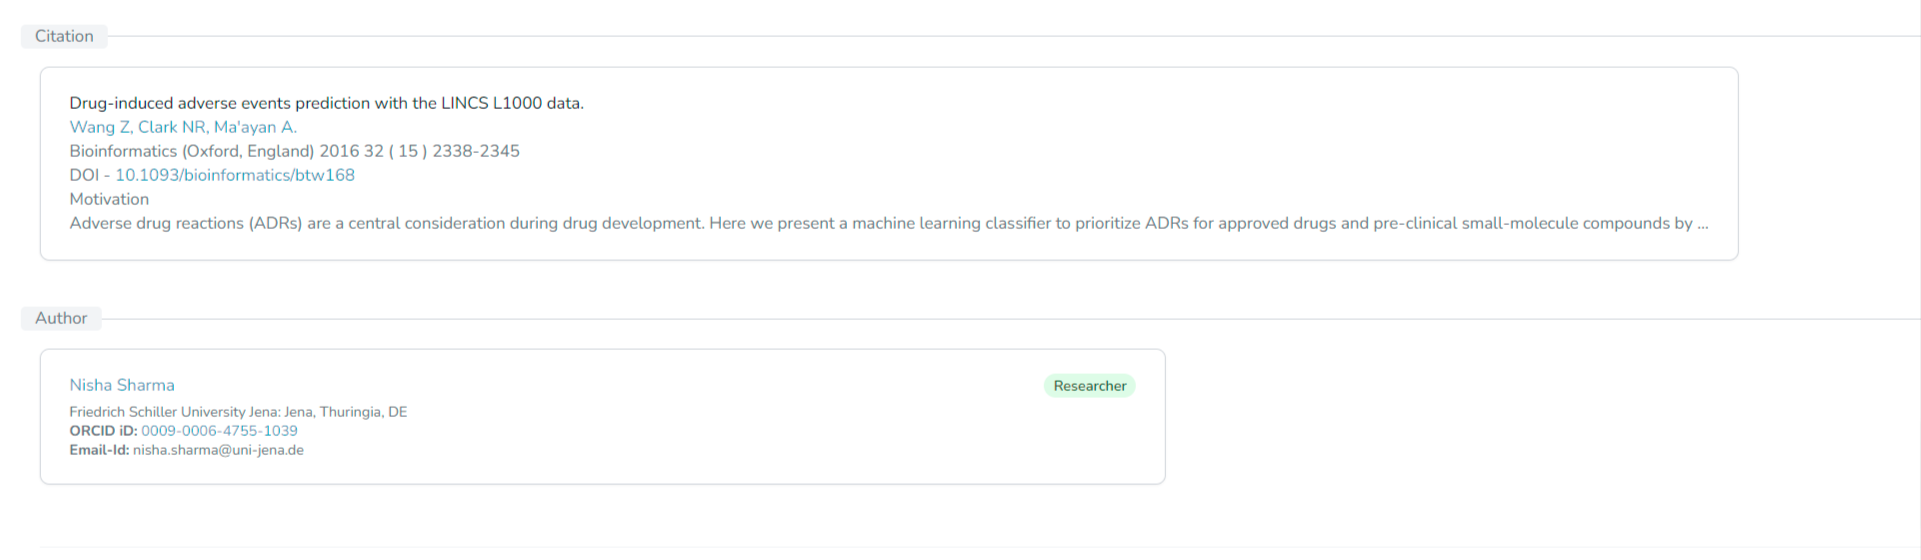 Citation
Drug-induced adverse events prediction with the LINCS L1000 data.
Wang Z, Clark NR, Ma'ayan A.
Bioinformatics (Oxford, England) 2016 32 ( 15 ) 2338-2345
DOI - 10.1093/bioinformatics/btw168
Motivation
Adverse drug reactions (ADRs) are a central consideration during drug development. Here we present a machine learning classifier to prioritize ADRs for approved drugs and pre-clinical small-molecule compounds by ...
Author
Nisha Sharma
Researcher
Friedrich Schiller University Jena: Jena, Thuringia, DE
ORCID iD: 0009-0006-4755-1039
Email-Id: nisha.sharma@uni-jena.de